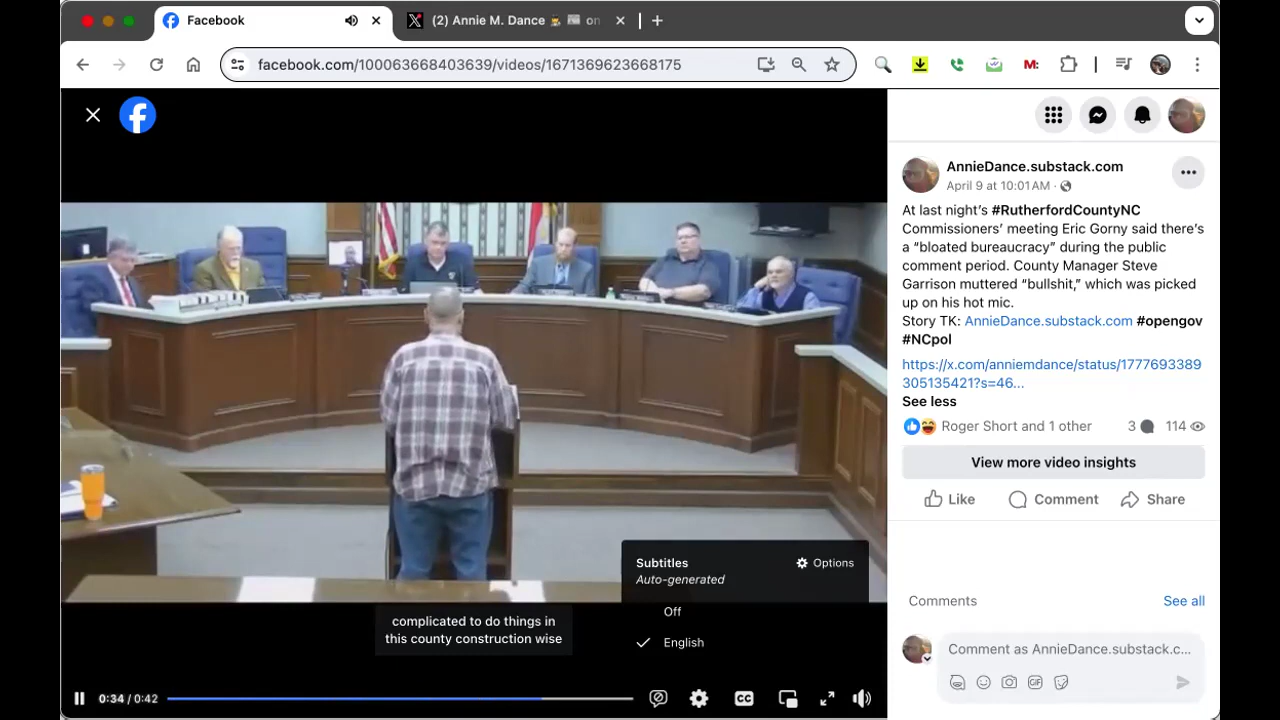 Facebook
(2) Annie M. Dance
on
facebook.com/100063668403639/videos/1671369623668175
M:
AnnieDance.substack.com
April 9 at 10:01 AM ·
At last night's #RutherfordCountyNC
Commissioners' meeting Eric Gorny said there's
a "bloated bureaucracy" during the public
comment period. County Manager Steve
Garrison muttered "bullshit," which was picked
up on his hot mic.
Story TK: AnnieDance.substack.com #opengov
#NCpol
https://x.com/anniemdance/status/1777693389
305135421?s=46...
See less
Roger Short and 1 other
3
114
View more video insights
Like
Comment
Share
Subtitles
Options
Auto-generated
Off
English
complicated to do things in
this county construction wise
0:34 / 0:42
CC
Comments
See all
Comment as AnnieDance.substack.c...
GIF